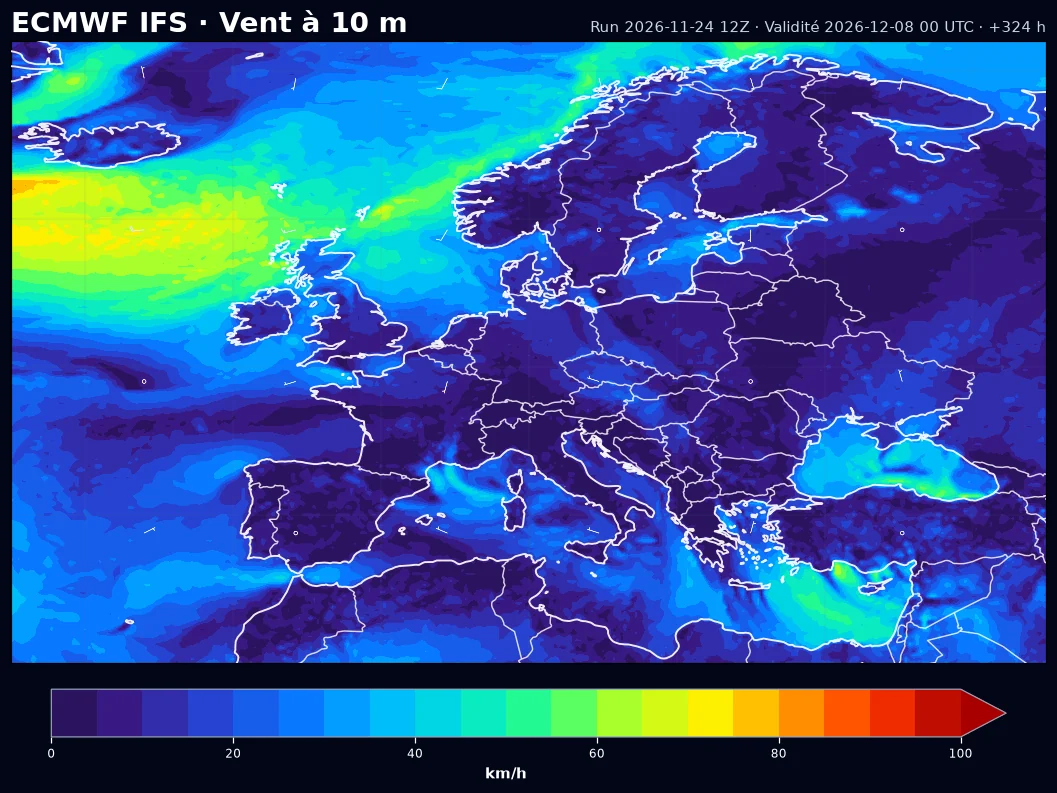 ECMWF IFS · Vent à 10 m
Run 2026-11-24 12Z · Validité 2026-12-08 00 UTC · +324 h
0 20 40 60 80 100
km/h